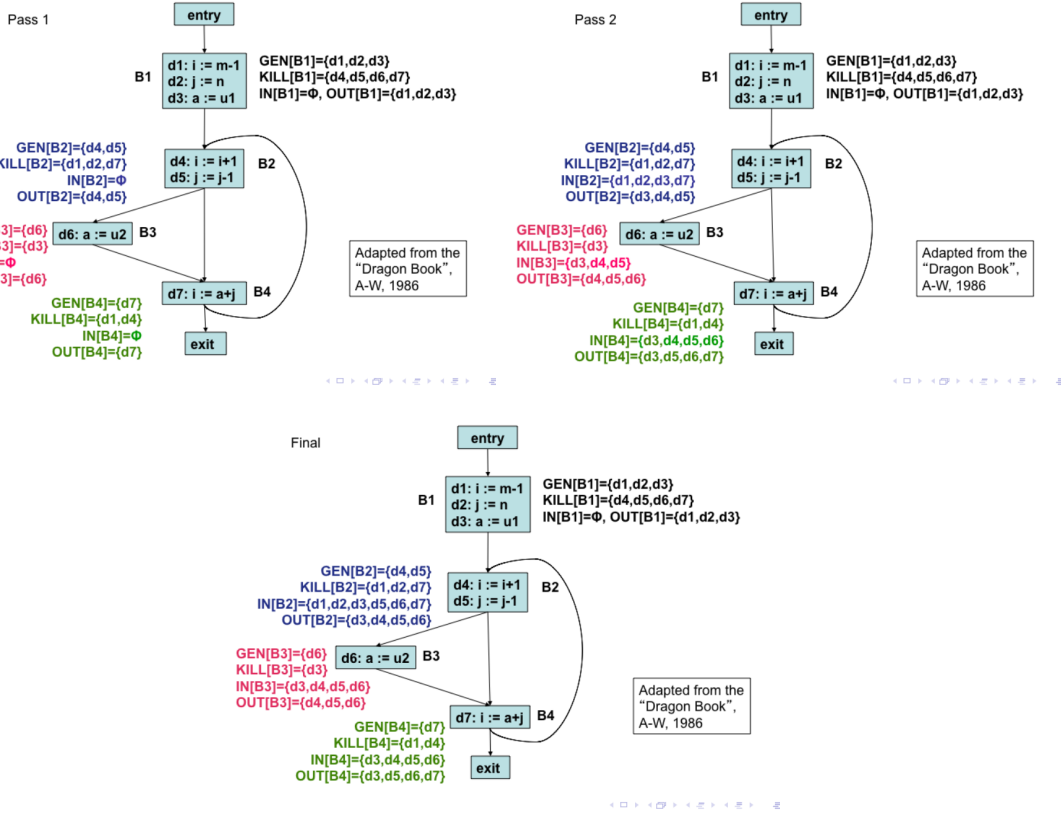 Pass 1
entry
B1
d1: i := m-1
d2: j := n
d3: a := u1
GEN[B1]={d1,d2,d3}
KILL[B1]={d4,d5,d6,d7}
IN[B1]=Φ, OUT[B1]={d1,d2,d3}
GEN[B2]={d4,d5}
KILL[B2]={d1,d2,d7}
IN[B2]=Φ
OUT[B2]={d4,d5}
d4: i := i+1
d5: j := j-1
B2
3]={d6}
3]={d3}
=Φ
3]={d6}
d6: a := u2
B3
Adapted from the
“Dragon Book”,
A-W, 1986
d7: i := a+j
B4
GEN[B4]={d7}
KILL[B4]={d1,d4}
IN[B4]=Φ
OUT[B4]={d7}
exit
Pass 2
entry
B1
d1: i := m-1
d2: j := n
d3: a := u1
GEN[B1]={d1,d2,d3}
KILL[B1]={d4,d5,d6,d7}
IN[B1]=Φ, OUT[B1]={d1,d2,d3}
GEN[B2]={d4,d5}
KILL[B2]={d1,d2,d7}
IN[B2]={d1,d2,d3,d7}
OUT[B2]={d3,d4,d5}
d4: i := i+1
d5: j := j-1
B2
GEN[B3]={d6}
KILL[B3]={d3}
IN[B3]={d3,d4,d5}
OUT[B3]={d4,d5,d6}
d6: a := u2
B3
Adapted from the
“Dragon Book”,
A-W, 1986
d7: i := a+j
B4
GEN[B4]={d7}
KILL[B4]={d1,d4}
IN[B4]={d3,d4,d5,d6}
OUT[B4]={d3,d5,d6,d7}
exit
Final
entry
B1
d1: i := m-1
d2: j := n
d3: a := u1
GEN[B1]={d1,d2,d3}
KILL[B1]={d4,d5,d6,d7}
IN[B1]=Φ, OUT[B1]={d1,d2,d3}
GEN[B2]={d4,d5}
KILL[B2]={d1,d2,d7}
IN[B2]={d1,d2,d3,d5,d6,d7}
OUT[B2]={d3,d4,d5,d6}
d4: i := i+1
d5: j := j-1
B2
GEN[B3]={d6}
KILL[B3]={d3}
IN[B3]={d3,d4,d5,d6}
OUT[B3]={d4,d5,d6}
d6: a := u2
B3
Adapted from the
“Dragon Book”,
A-W, 1986
d7: i := a+j
B4
GEN[B4]={d7}
KILL[B4]={d1,d4}
IN[B4]={d3,d4,d5,d6}
OUT[B4]={d3,d5,d6,d7}
exit